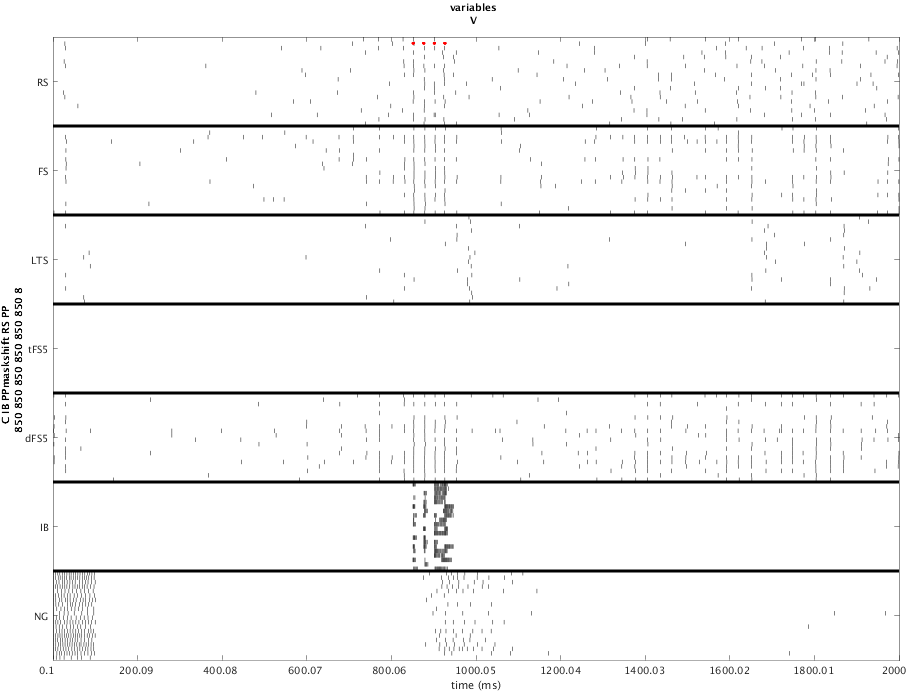 variables
V
RS
FS
LTS
tFS5
dFS5
IB
NG
C IB PPmaskshift RS PP
850 850 850 850 850 850 8
0.1 200.09 400.08 600.07 800.06 1000.05 1200.04 1400.03 1600.02 1800.01 2000
time (ms)